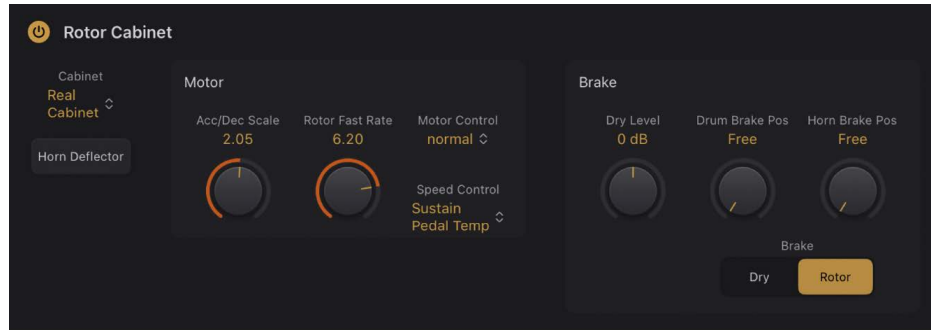 Rotor Cabinet
Cabinet
Real
Cabinet
Horn Deflector
Motor
Acc/Dec Scale
2.05
Rotor Fast Rate
6.20
Motor Control
normal
Speed Control
Sustain
Pedal Temp
Brake
Dry Level
0 dB
Drum Brake Pos
Free
Horn Brake Pos
Free
Brake
Dry
Rotor